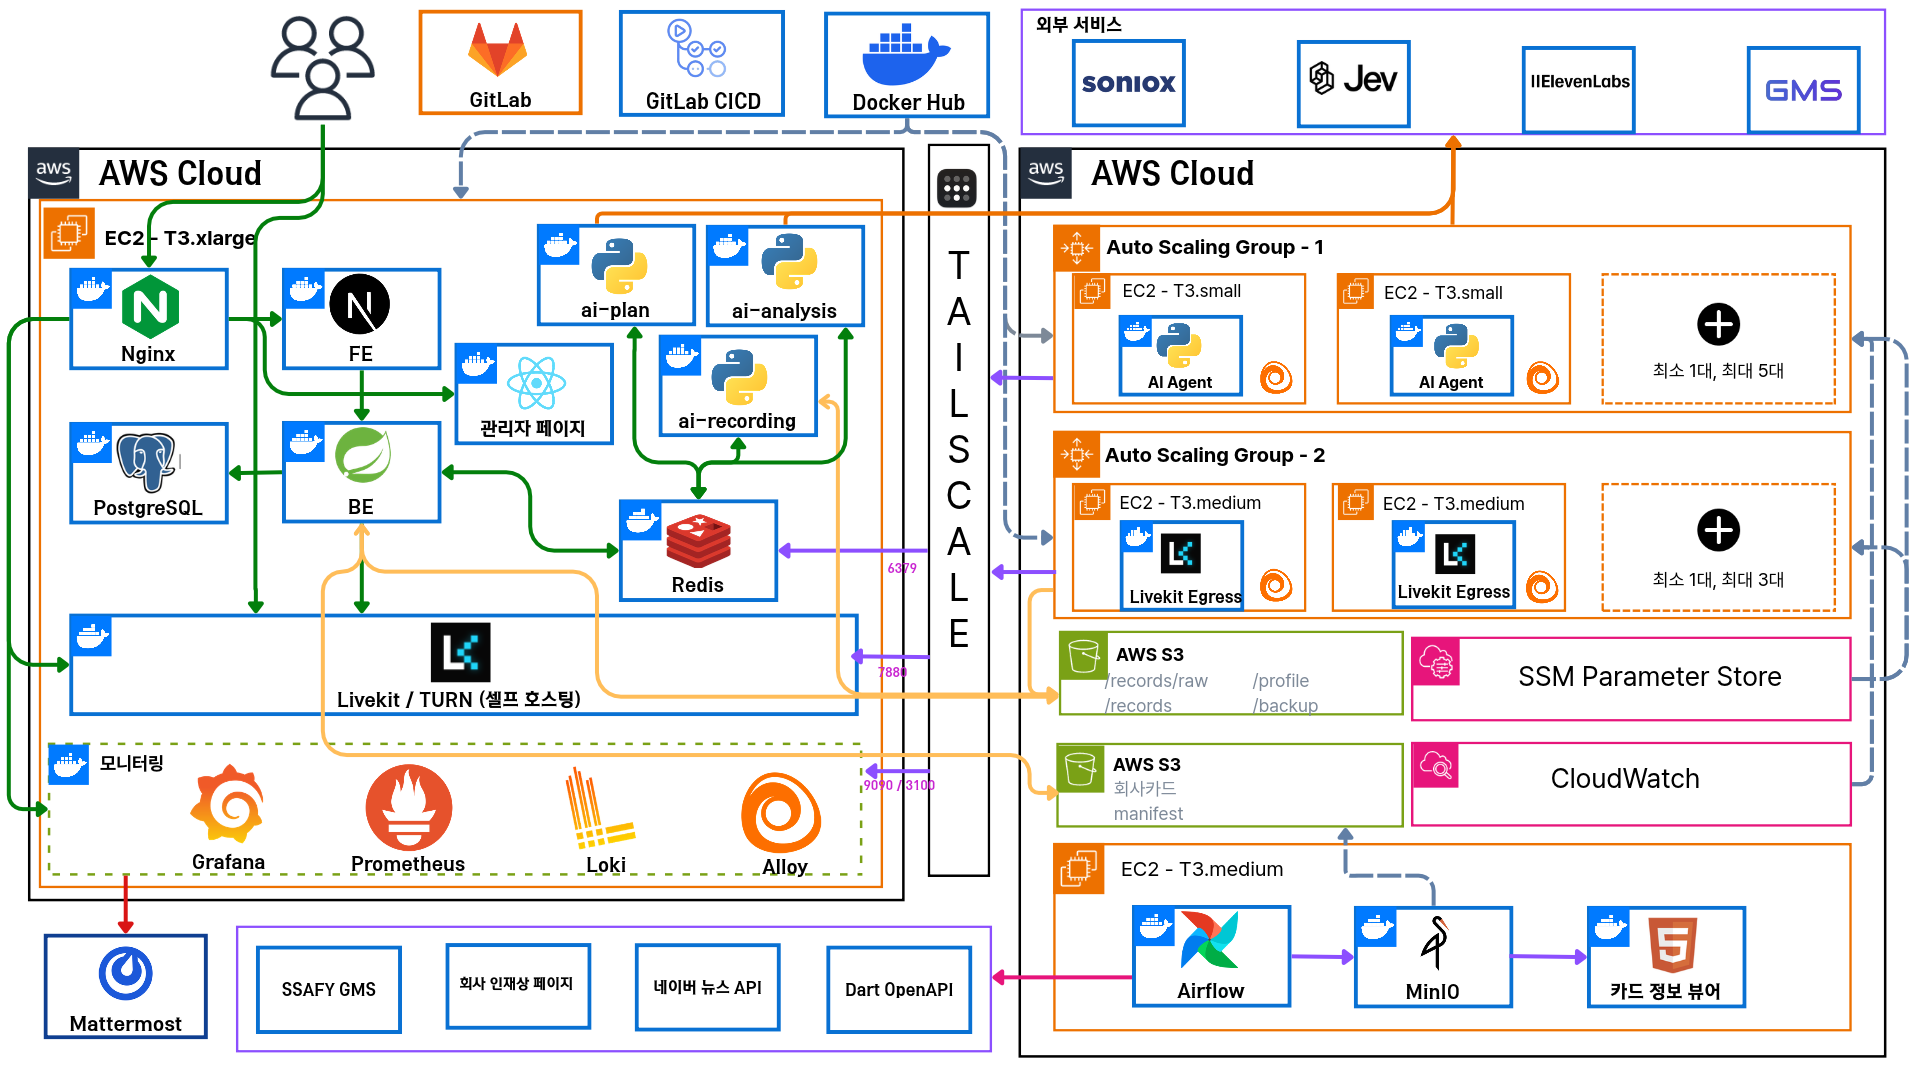 GitLab
GitLab CICD
Docker Hub
외부 서비스
soniox
Jev
IIElevenLabs
GMS
aws
AWS Cloud
EC2 - T3.xlarge
Nginx
FE
ai-plan
ai-analysis
관리자 페이지
ai-recording
PostgreSQL
BE
Redis
6379
Livekit / TURN (셀프 호스팅)
7880
모니터링
Grafana
Prometheus
Loki
Alloy
9090 / 3100
Mattermost
TAILSCALE
aws
AWS Cloud
Auto Scaling Group - 1
EC2 - T3.small
AI Agent
EC2 - T3.small
AI Agent
최소 1대, 최대 5대
Auto Scaling Group - 2
EC2 - T3.medium
Livekit Egress
EC2 - T3.medium
Livekit Egress
최소 1대, 최대 3대
AWS S3
/records/raw /profile
/records /backup
SSM Parameter Store
AWS S3
회사카드
manifest
CloudWatch
EC2 - T3.medium
Airflow
MinIO
카드 정보 뷰어
SSAFY GMS
회사 인재상 페이지
네이버 뉴스 API
Dart OpenAPI